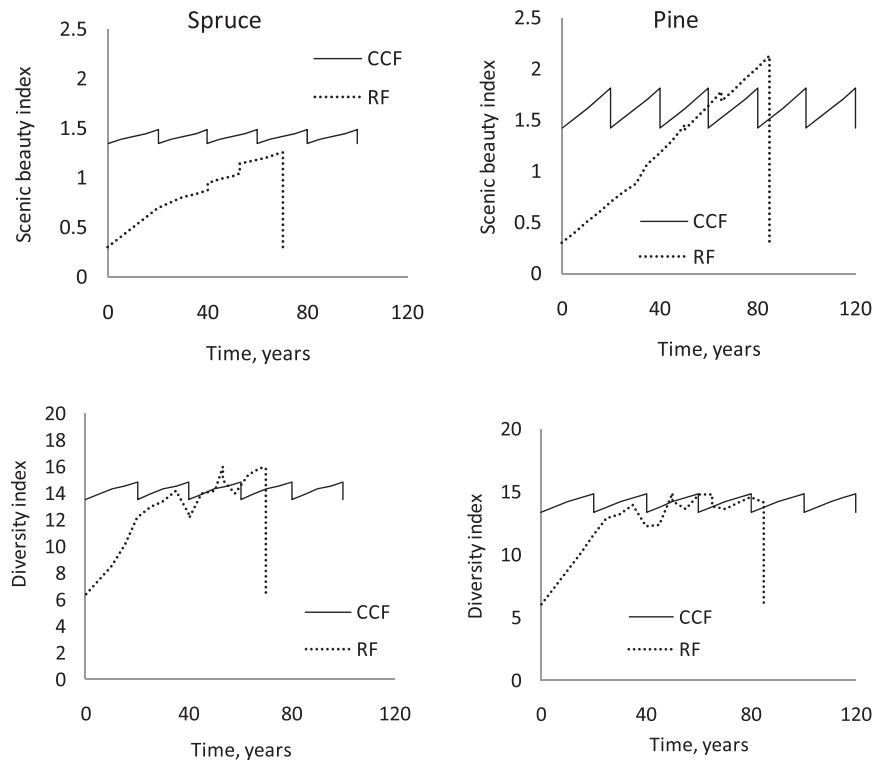 Spruce
Scenic beauty index
2.5
2
1.5
1
0.5
0
CCF
RF
0 40 80 120
Time, years
Pine
Scenic beauty index
2.5
2
1.5
1
0.5
0
CCF
RF
0 40 80 120
Time, years
Diversity index
20
18
16
14
12
10
8
6
4
2
0
CCF
RF
0 40 80 120
Time, years
Diversity index
20
15
10
5
0
CCF
RF
0 40 80 120
Time, years